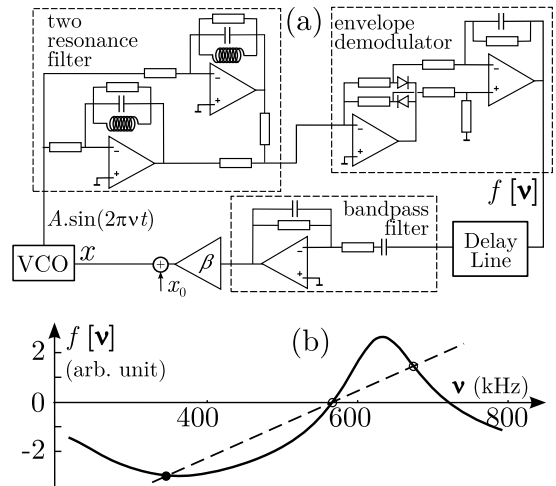 two
resonance
filter
(a)
envelope
demodulator
−
+
−
+
−
+
−
+
f [ν]
A.sin(2πνt)
bandpass
filter
−
+
Delay
Line
VCO
x
+
β
x₀
f [ν]
(arb. unit)
(b)
ν (kHz)
2
0
-2
400
600
800